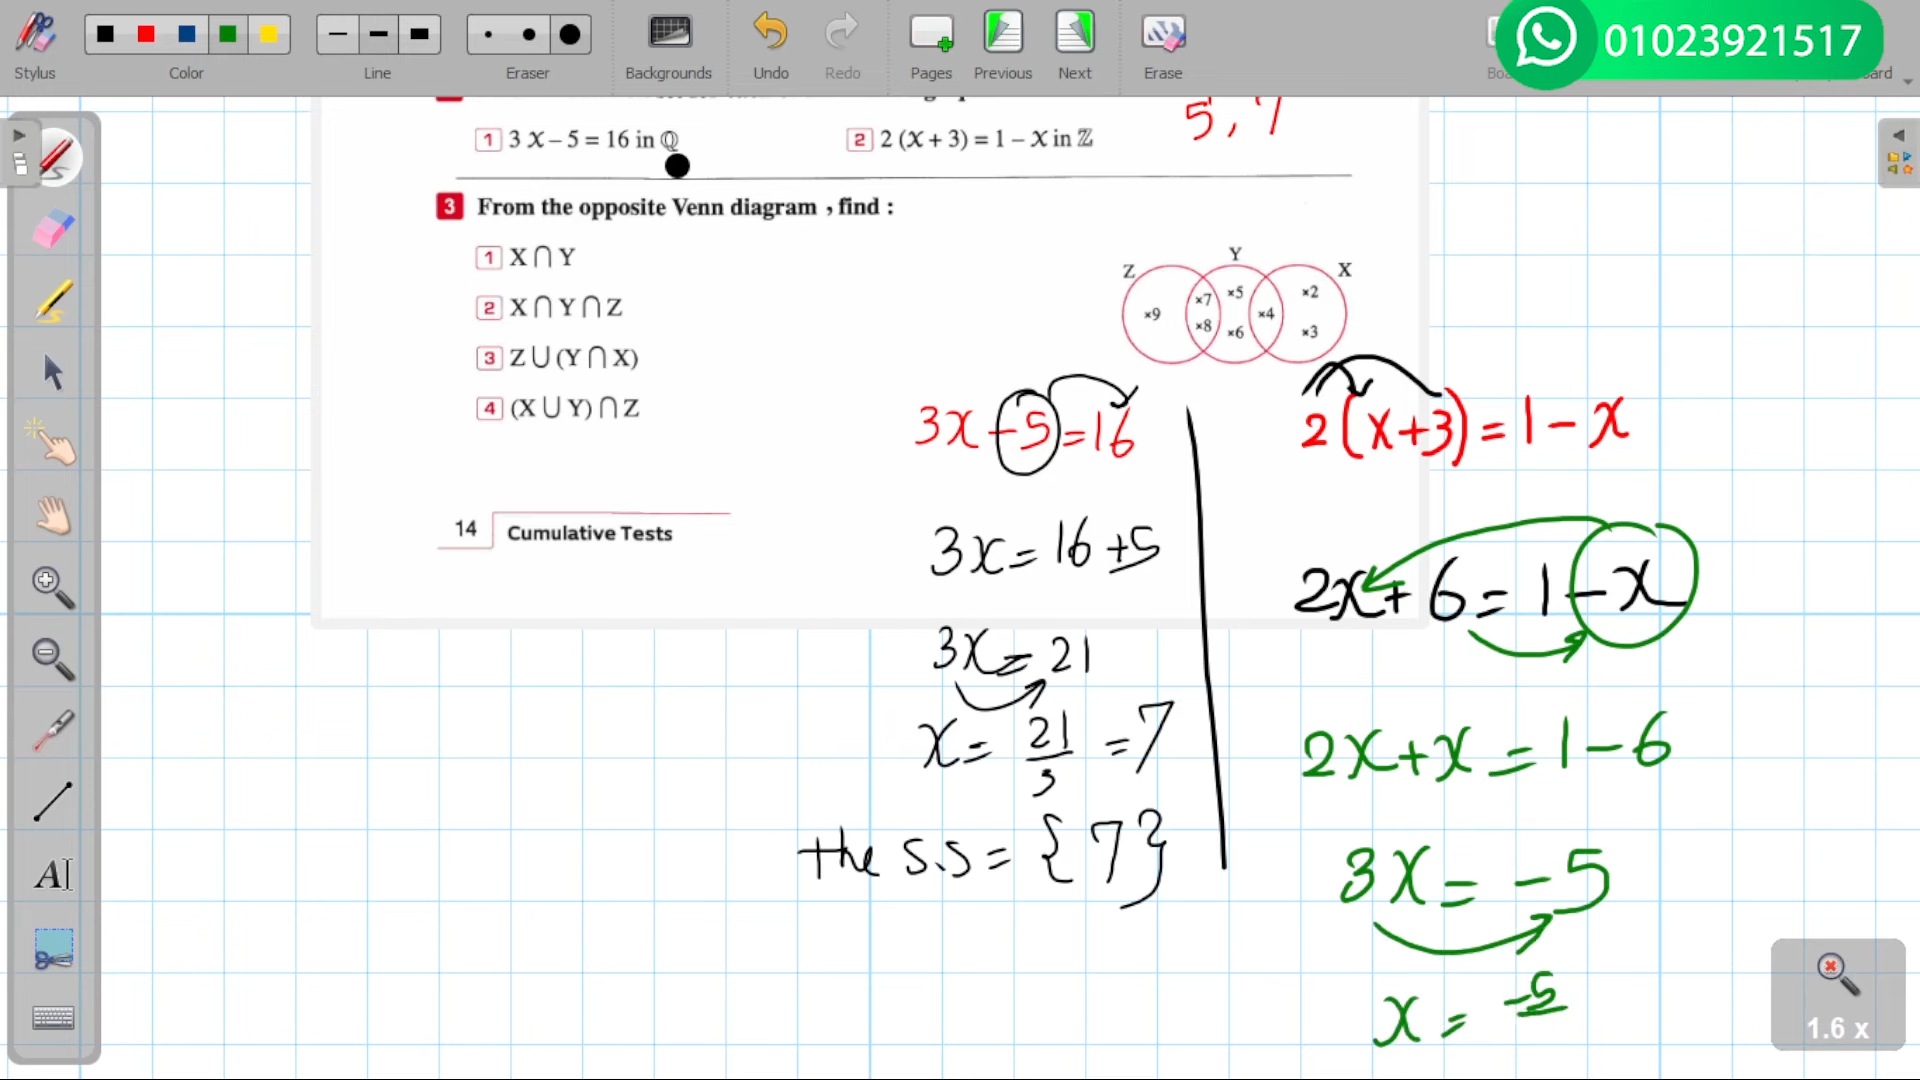 Stylus
Color
Line
Eraser
Backgrounds
Undo
Redo
Pages
Previous
Next
Erase
01023921517
5, 7
1 3 X – 5 = 16 in ℚ
2 2 (X + 3) = 1 – X in ℤ
3 From the opposite Venn diagram , find :
1 X ⋂ Y
2 X ⋂ Y ⋂ Z
3 Z ⋃ (Y ⋂ X)
4 (X ⋃ Y) ⋂ Z
Z
Y
X
×9
×7
×8
×5
×6
×4
×2
×3
14 Cumulative Tests
3x – 5 = 16
3x = 16 + 5
3x = 21
x = 21/3 = 7
the s.s = {7}
2(x+3) = 1 – x
2x + 6 = 1 – x
2x + x = 1 – 6
3x = –5
x = –5
1.6 x